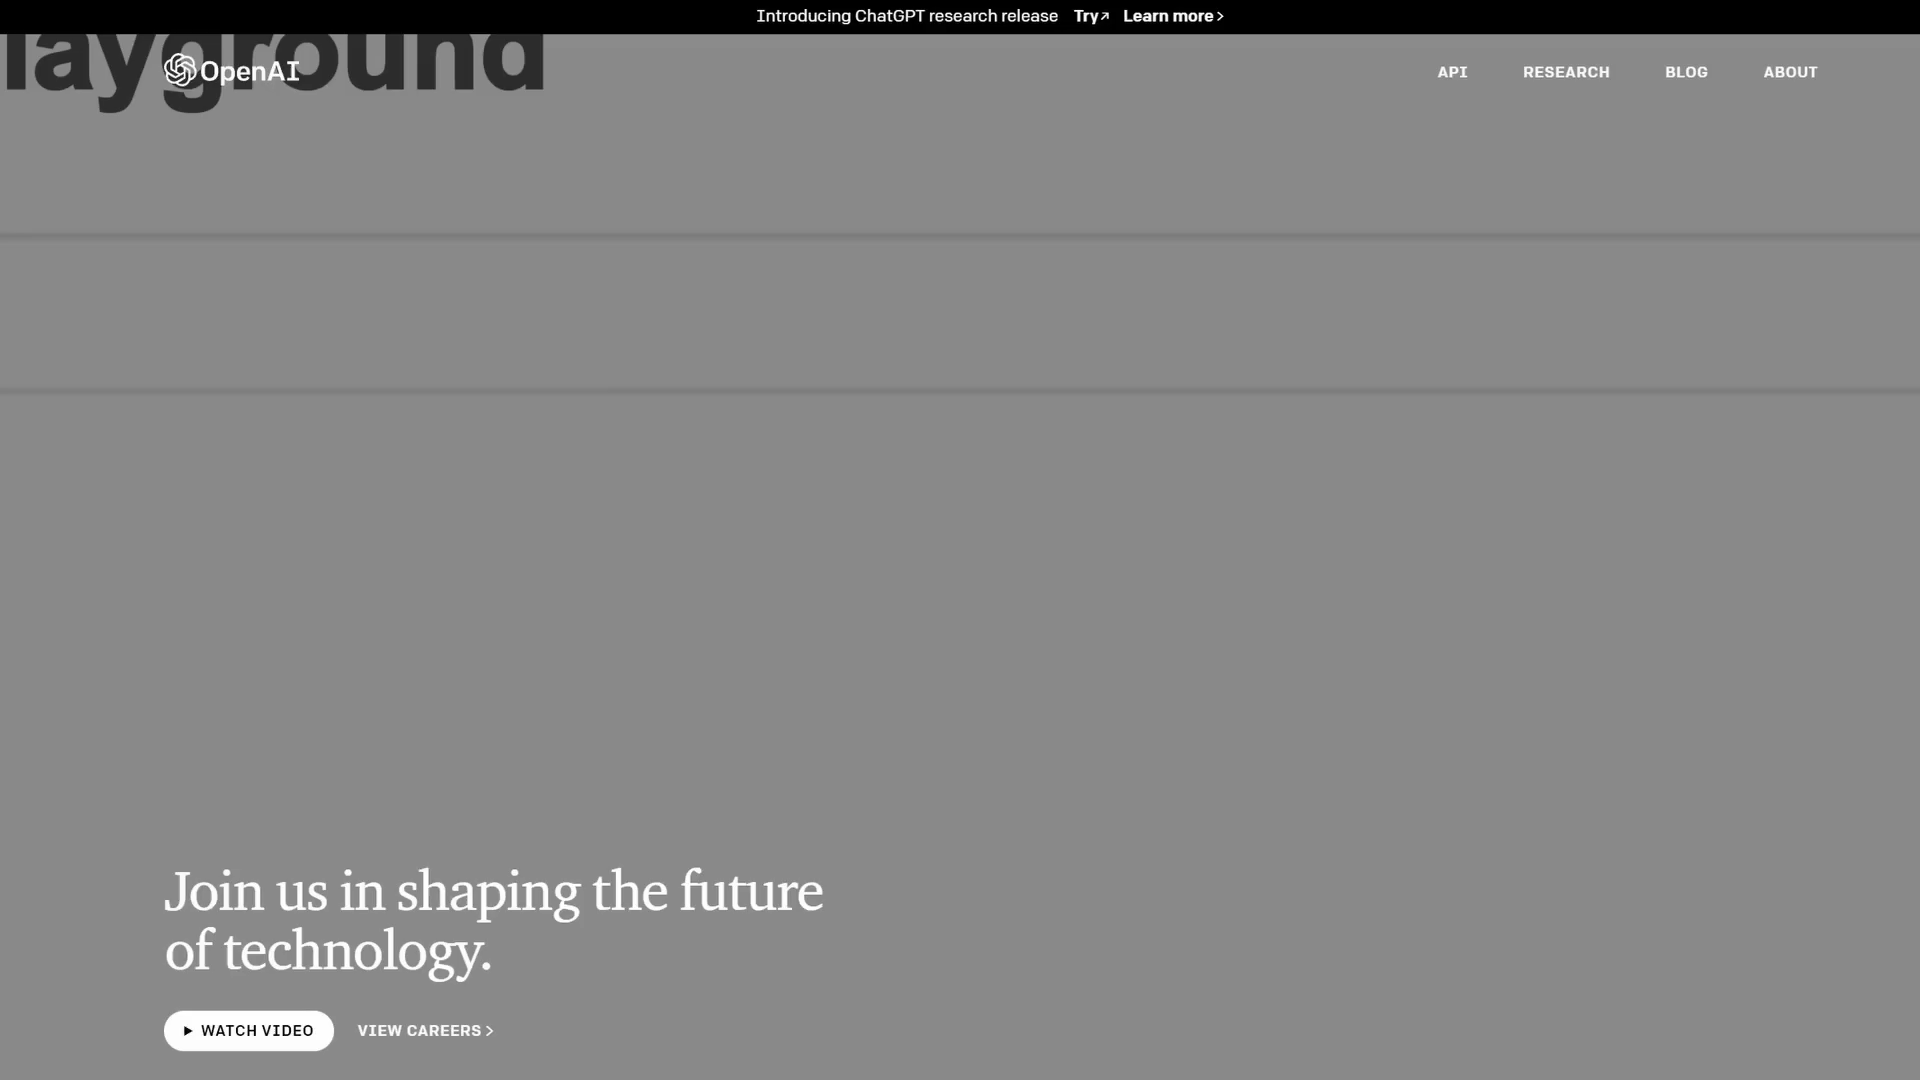 Introducing ChatGPT research release Try↗ Learn more >
layground
OpenAI
API RESEARCH BLOG ABOUT
Join us in shaping the future
of technology.
WATCH VIDEO VIEW CAREERS >